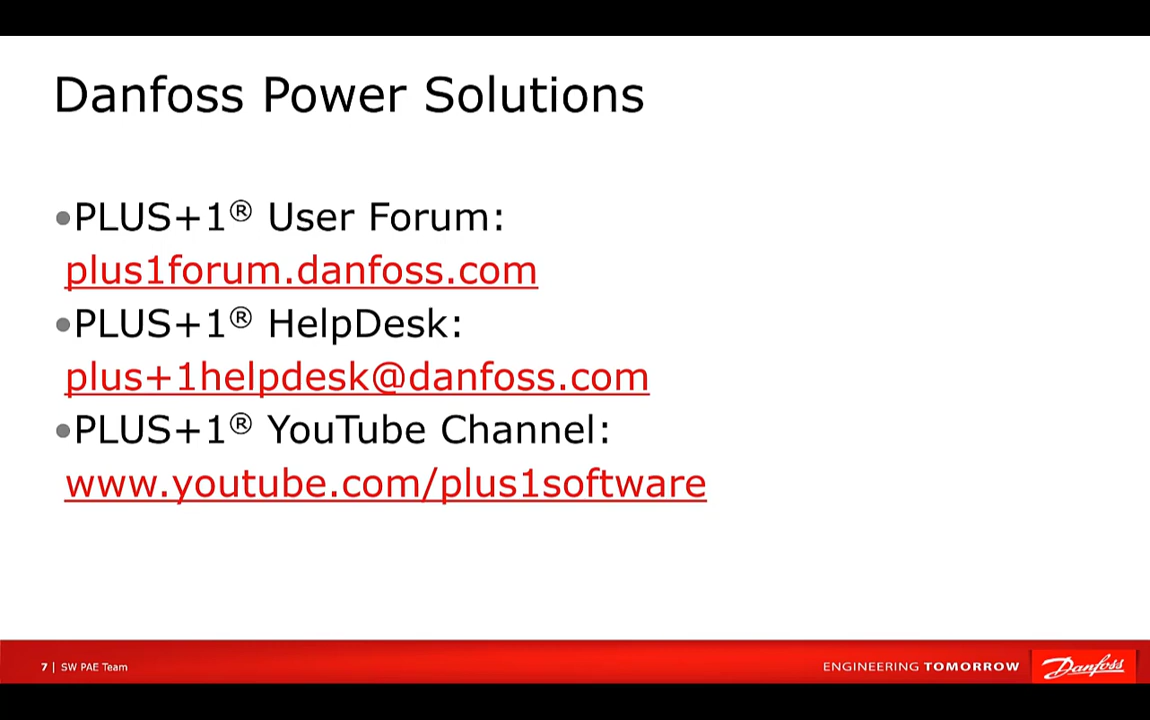 Danfoss Power Solutions
•PLUS+1® User Forum:
plus1forum.danfoss.com
•PLUS+1® HelpDesk:
plus+1helpdesk@danfoss.com
•PLUS+1® YouTube Channel:
www.youtube.com/plus1software
7 | SW PAE Team
ENGINEERING TOMORROW
Danfoss